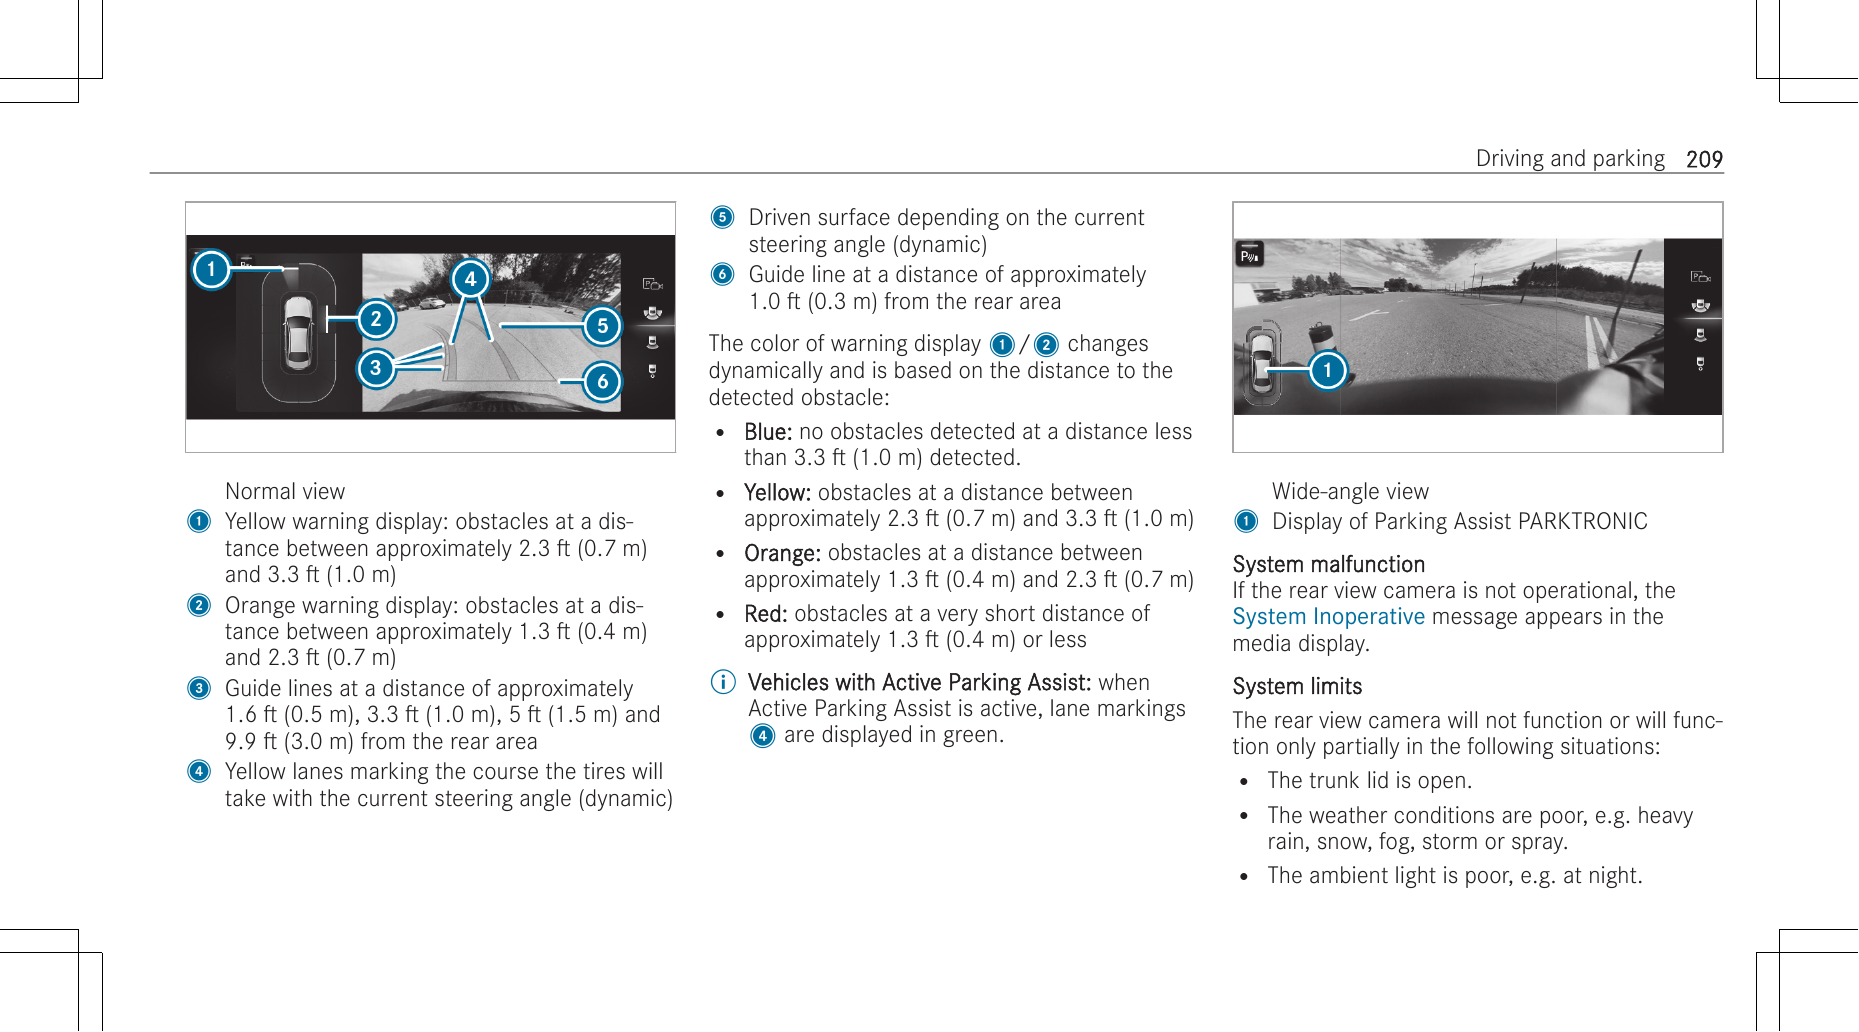 Driving and parking 209
1
2
3
4
5
6
Normal view
1 Yellow warning display: obstacles at a dis-
tance between approximately 2.3 ft (0.7 m)
and 3.3 ft (1.0 m)
2 Orange warning display: obstacles at a dis-
tance between approximately 1.3 ft (0.4 m)
and 2.3 ft (0.7 m)
3 Guide lines at a distance of approximately
1.6 ft (0.5 m), 3.3 ft (1.0 m), 5 ft (1.5 m) and
9.9 ft (3.0 m) from the rear area
4 Yellow lanes marking the course the tires will
take with the current steering angle (dynamic)
5 Driven surface depending on the current
steering angle (dynamic)
6 Guide line at a distance of approximately
1.0 ft (0.3 m) from the rear area
The color of warning display 1/2 changes
dynamically and is based on the distance to the
detected obstacle:
• Blue: no obstacles detected at a distance less
than 3.3 ft (1.0 m) detected.
• Yellow: obstacles at a distance between
approximately 2.3 ft (0.7 m) and 3.3 ft (1.0 m)
• Orange: obstacles at a distance between
approximately 1.3 ft (0.4 m) and 2.3 ft (0.7 m)
• Red: obstacles at a very short distance of
approximately 1.3 ft (0.4 m) or less
i Vehicles with Active Parking Assist: when
Active Parking Assist is active, lane markings
4 are displayed in green.
P
1
Wide-angle view
1 Display of Parking Assist PARKTRONIC
System malfunction
If the rear view camera is not operational, the
System Inoperative message appears in the
media display.
System limits
The rear view camera will not function or will func-
tion only partially in the following situations:
• The trunk lid is open.
• The weather conditions are poor, e.g. heavy
rain, snow, fog, storm or spray.
• The ambient light is poor, e.g. at night.